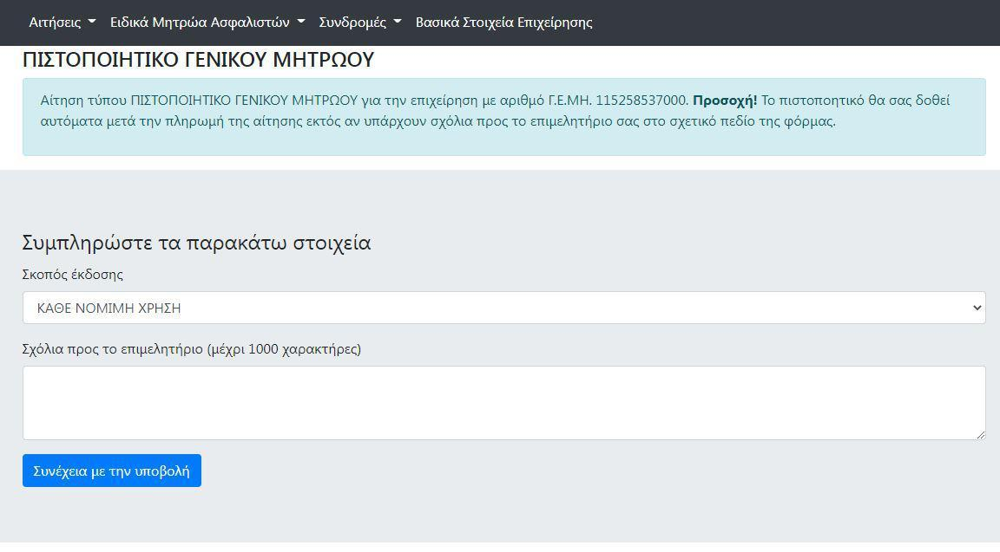 Αιτήσεις Ειδικά Μητρώα Ασφαλιστών Συνδρομές Βασικά Στοιχεία Επιχείρησης
ΠΙΣΤΟΠΟΙΗΤΙΚΟ ΓΕΝΙΚΟΥ ΜΗΤΡΩΟΥ
Αίτηση τύπου ΠΙΣΤΟΠΟΙΗΤΙΚΟ ΓΕΝΙΚΟΥ ΜΗΤΡΩΟΥ για την επιχείρηση με αριθμό Γ.Ε.ΜΗ. 115258537000. Προσοχή! Το πιστοποητικό θα σας δοθεί
αυτόματα μετά την πληρωμή της αίτησης εκτός αν υπάρχουν σχόλια προς το επιμελητήριο σας στο σχετικό πεδίο της φόρμας.
Συμπληρώστε τα παρακάτω στοιχεία
Σκοπός έκδοσης
ΚΑΘΕ ΝΟΜΙΜΗ ΧΡΗΣΗ
Σχόλια προς το επιμελητήριο (μέχρι 1000 χαρακτήρες)
Συνέχεια με την υποβολή